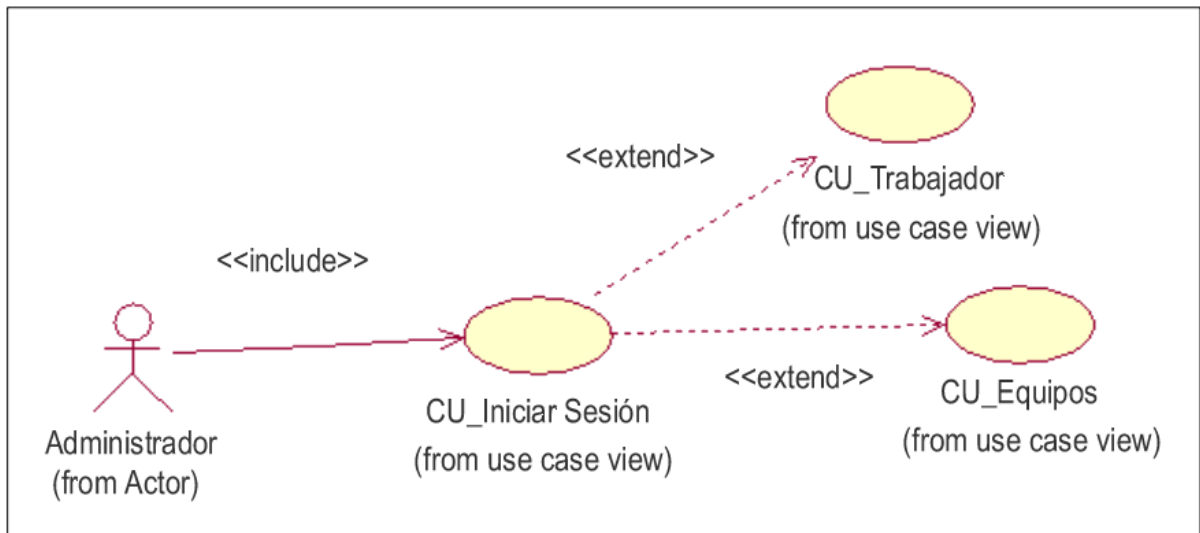 <<extend>>
CU_Trabajador
(from use case view)
<<include>>
<<extend>>
CU_Equipos
(from use case view)
CU_Iniciar Sesión
(from use case view)
Administrador
(from Actor)